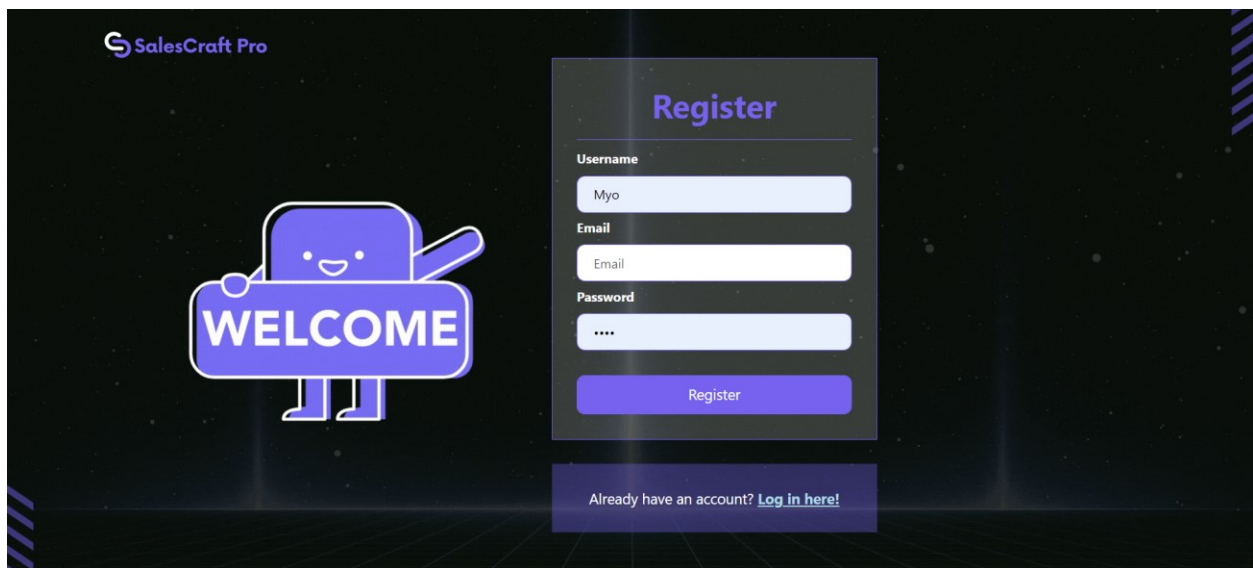 SalesCraft Pro
Register
Username
Myo
Email
Email
Password
••••
Register
WELCOME
Already have an account? Log in here!